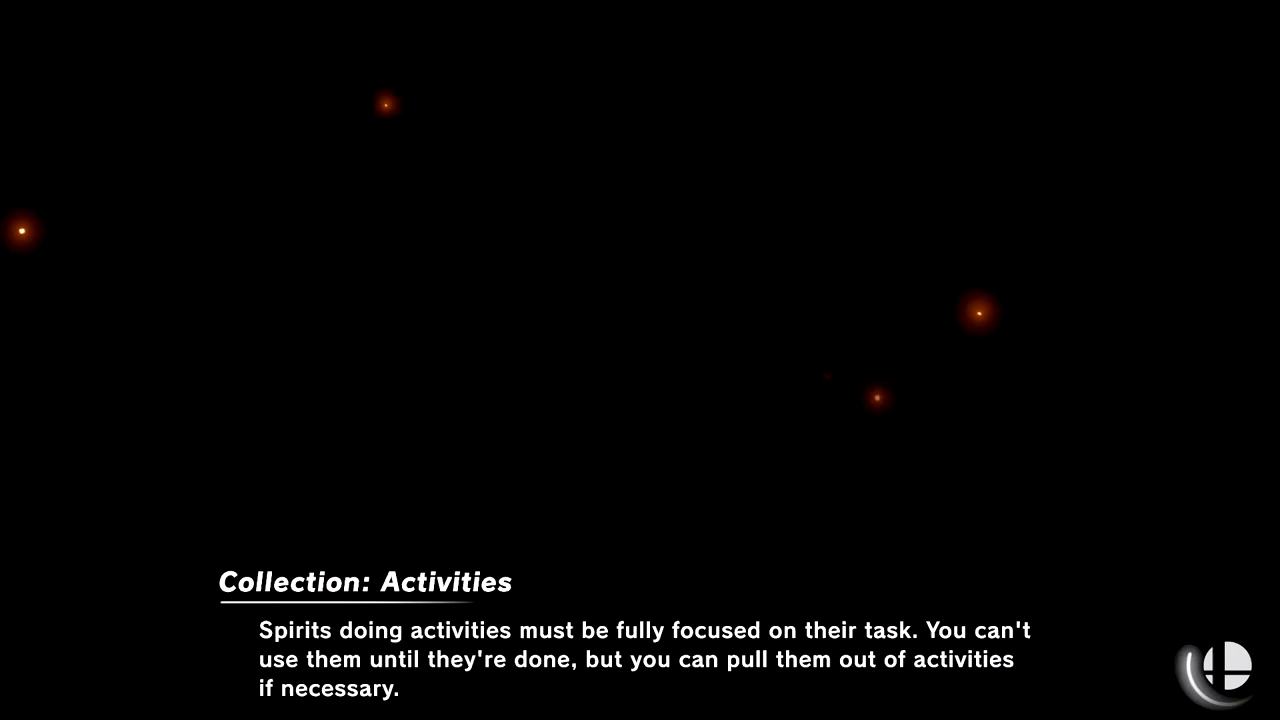 Collection: Activities
Spirits doing activities must be fully focused on their task. You can't
use them until they're done, but you can pull them out of activities
if necessary.